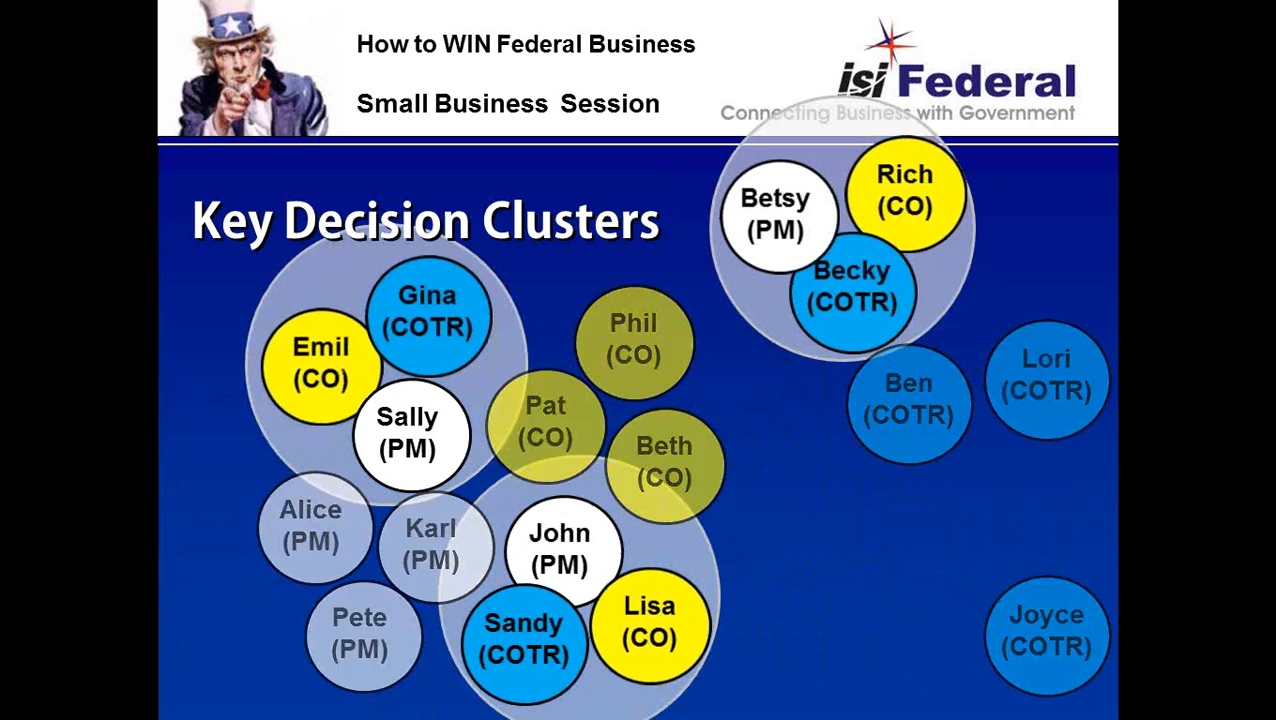 How to WIN Federal Business
Small Business Session
isi Federal
Connecting Business with Government
Key Decision Clusters
Betsy
(PM)
Rich
(CO)
Becky
(COTR)
Gina
(COTR)
Emil
(CO)
Sally
(PM)
Phil
(CO)
Pat
(CO)
Beth
(CO)
Ben
(COTR)
Lori
(COTR)
Alice
(PM)
Karl
(PM)
Pete
(PM)
John
(PM)
Sandy
(COTR)
Lisa
(CO)
Joyce
(COTR)